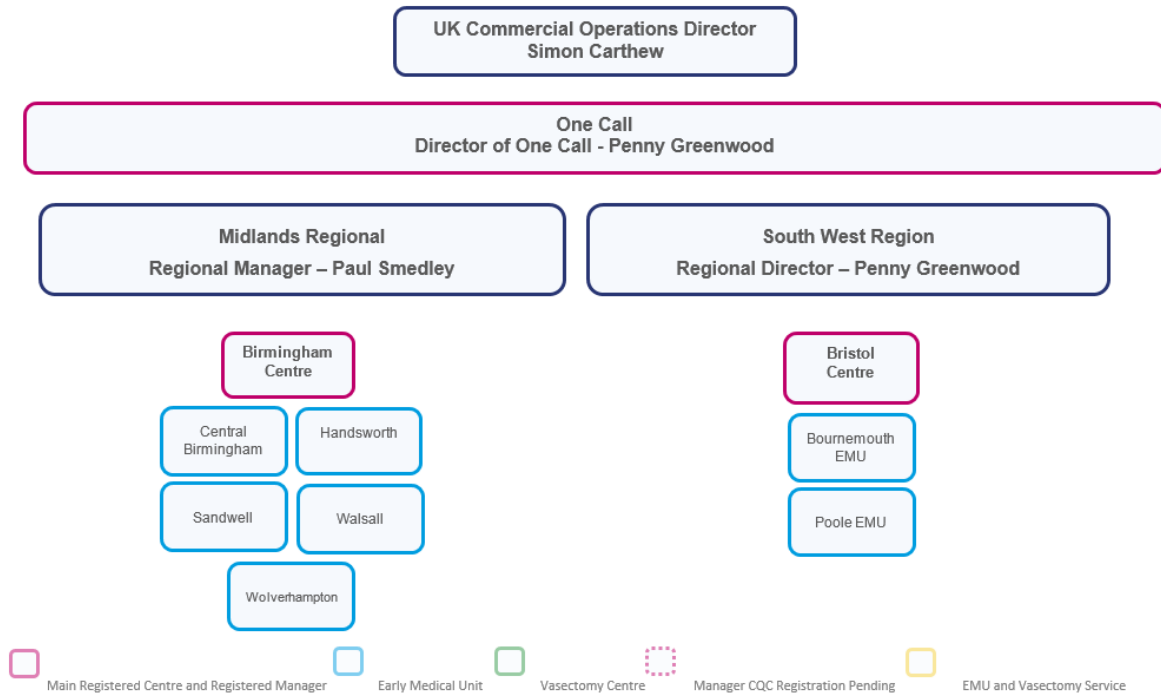 UK Commercial Operations Director
Simon Carthew
One Call
Director of One Call - Penny Greenwood
Midlands Regional
Regional Manager – Paul Smedley
South West Region
Regional Director – Penny Greenwood
Birmingham
Centre
Bristol
Centre
Central
Birmingham
Handsworth
Bournemouth
EMU
Sandwell
Walsall
Poole EMU
Wolverhampton
Main Registered Centre and Registered Manager
Early Medical Unit
Vasectomy Centre
Manager CQC Registration Pending
EMU and Vasectomy Service